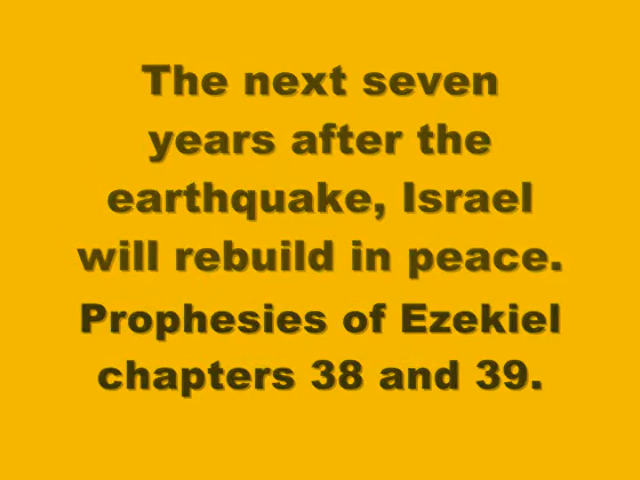 The next seven
years after the
earthquake, Israel
will rebuild in peace.
Prophesies of Ezekiel
chapters 38 and 39.